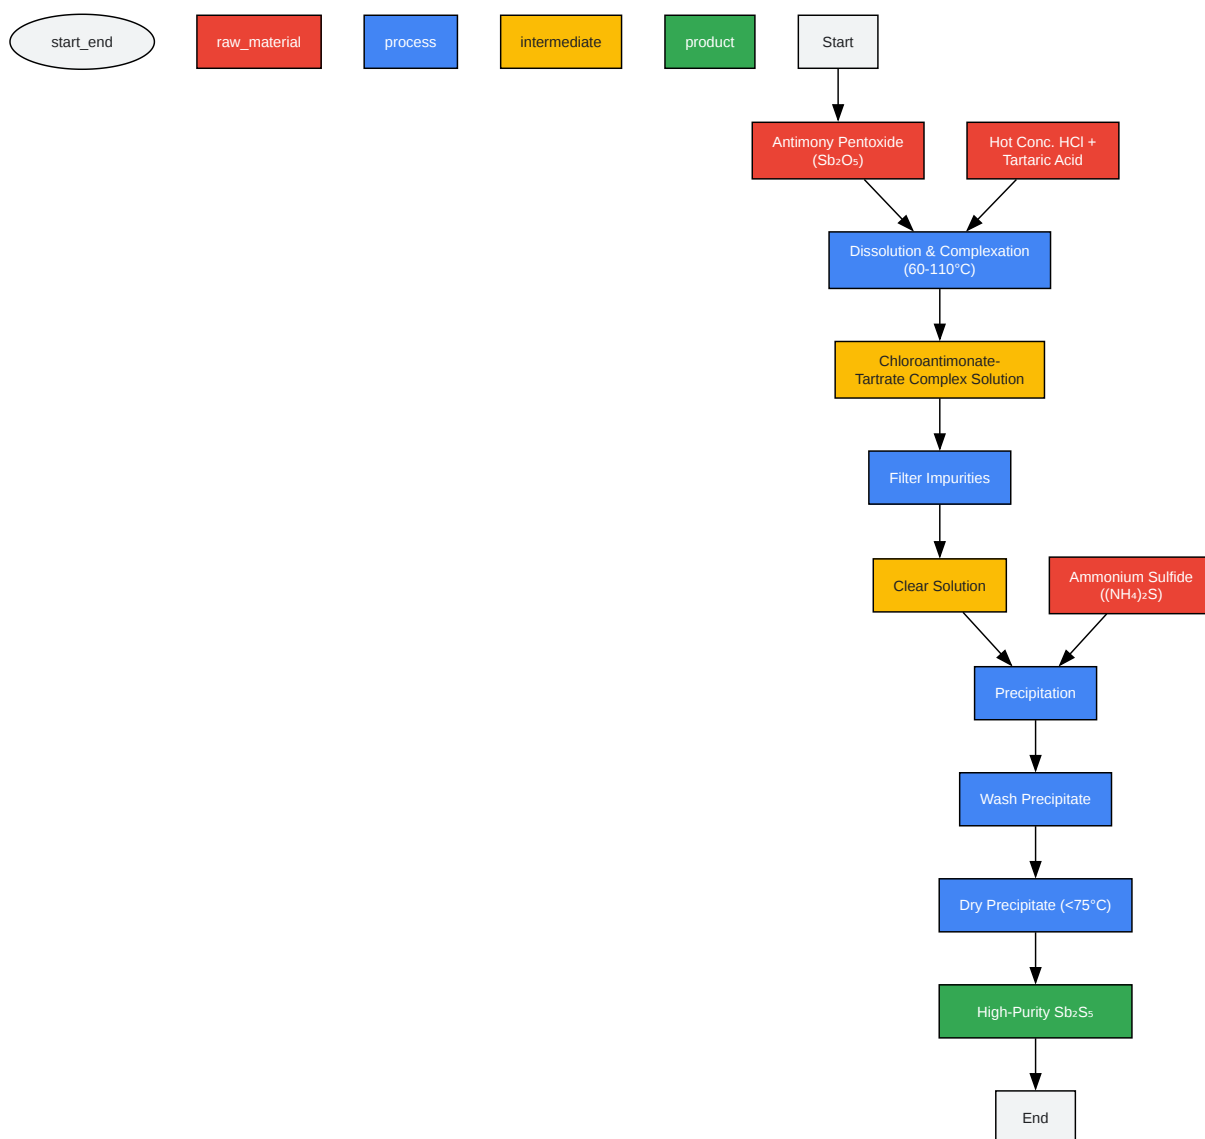 start_end
raw_material
process
intermediate
product
Start
Antimony Pentoxide
(Sb₂O₅)
Hot Conc. HCl +
Tartaric Acid
Dissolution & Complexation
(60-110°C)
Chloroantimonate-
Tartrate Complex Solution
Filter Impurities
Clear Solution
Ammonium Sulfide
((NH₄)₂S)
Precipitation
Wash Precipitate
Dry Precipitate (<75°C)
High-Purity Sb₂S₅
End